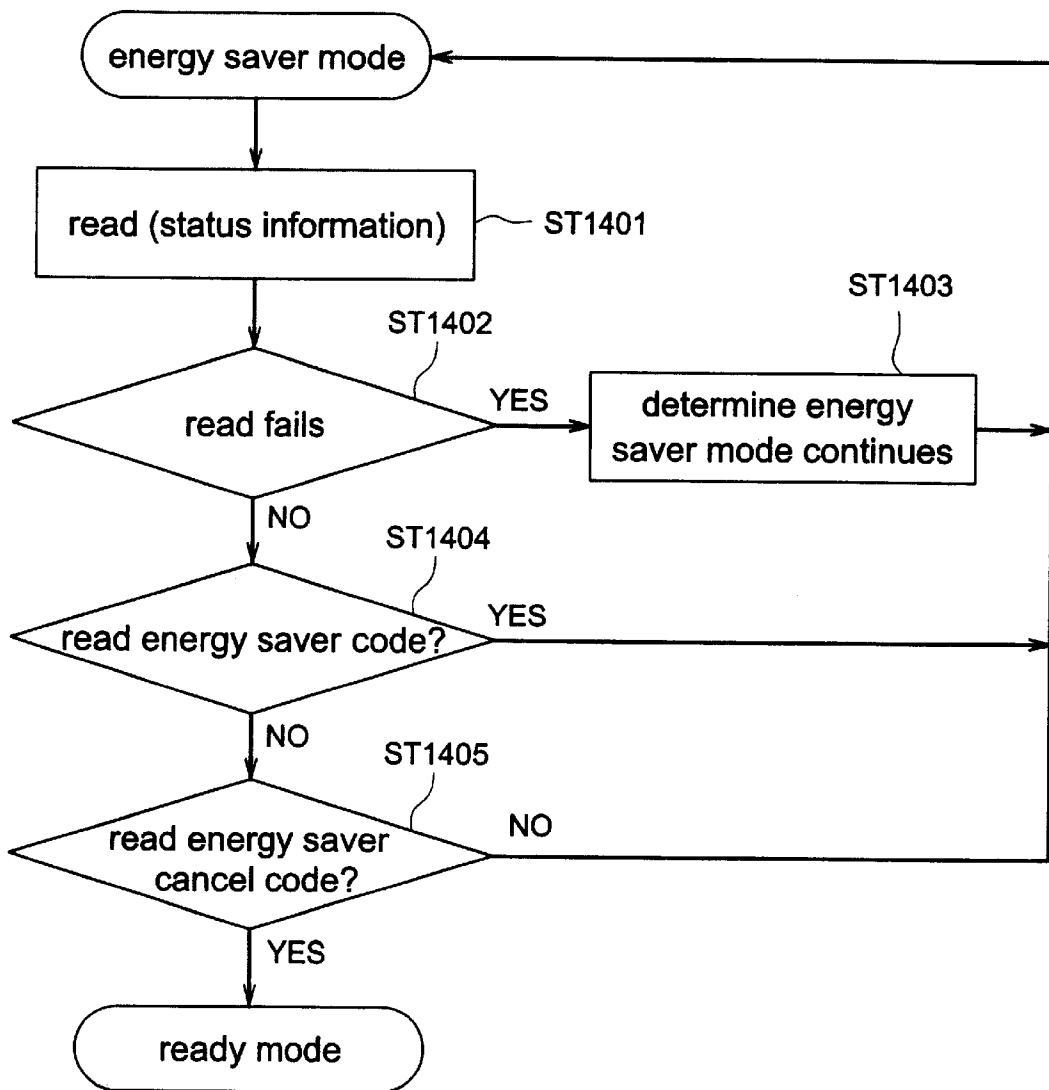 energy saver mode
read (status information)
ST1401
ST1403
ST1402
YES
determine energy
saver mode continues
read fails
NO
ST1404
YES
read energy saver code?
NO
ST1405
NO
read energy saver
cancel code?
YES
ready mode